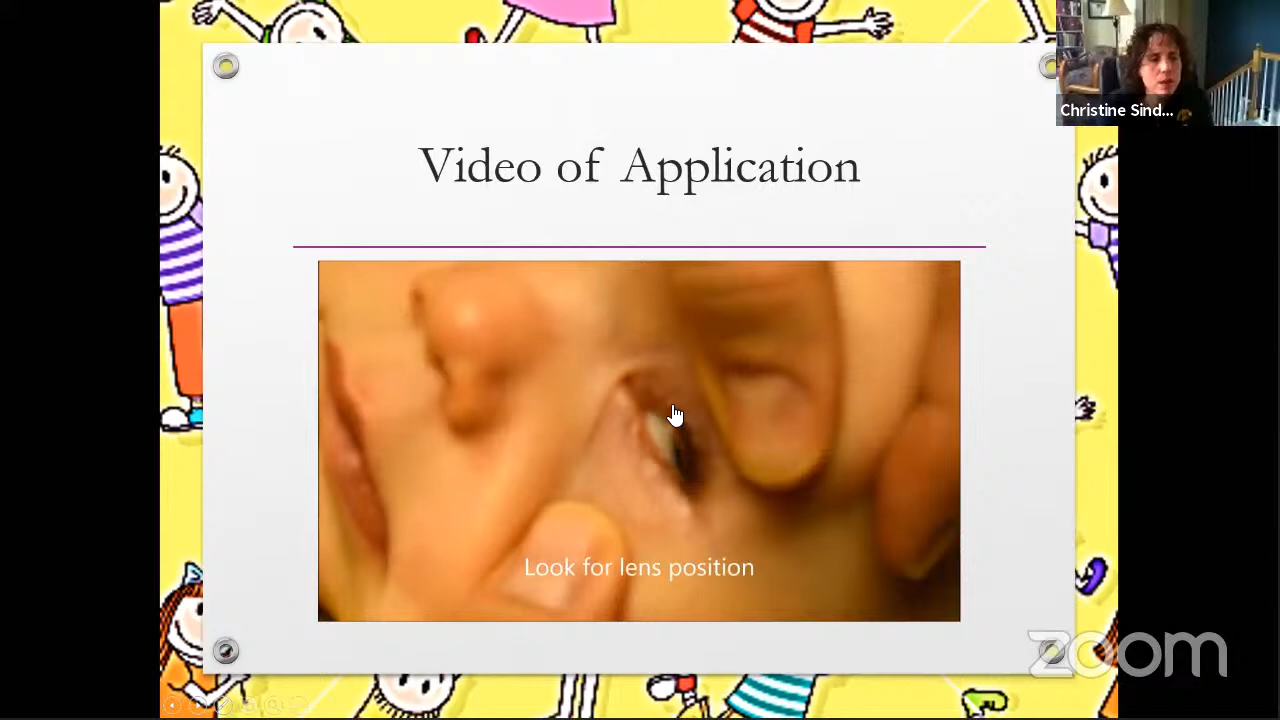 Christine Sind...
Video of Application
Look for lens position
zoom